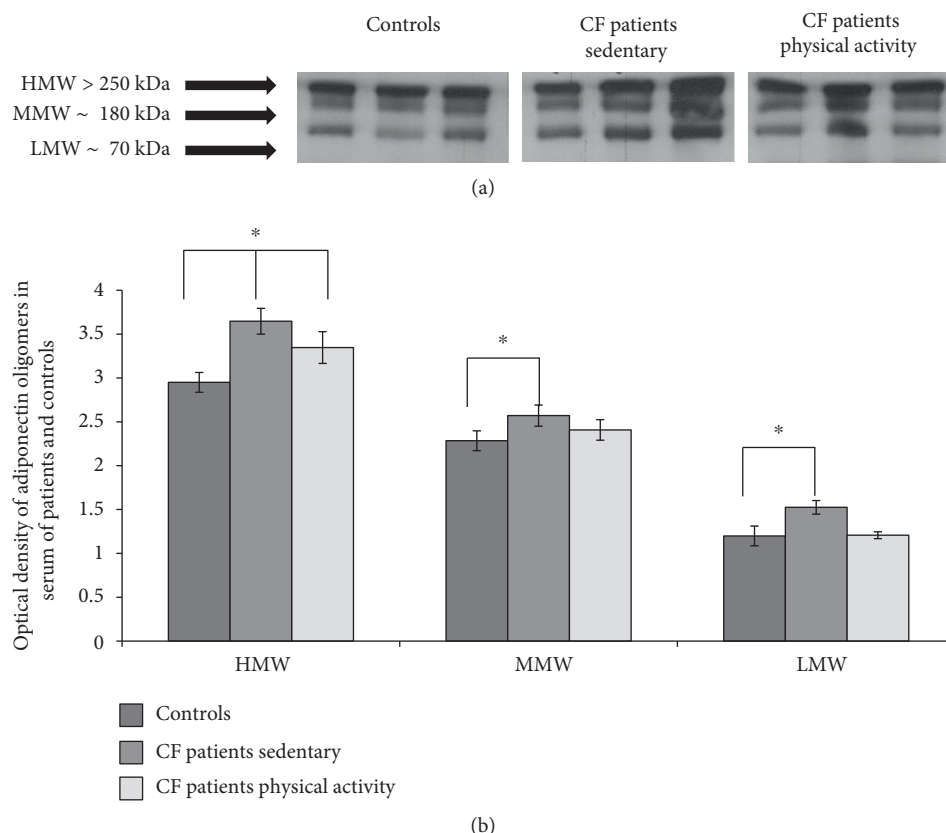 Controls
CF patients
sedentary
CF patients
physical activity
HMW > 250 kDa
MMW ~ 180 kDa
LMW ~ 70 kDa
(a)
Optical density of adiponectin oligomers in
serum of patients and controls
4
3.5
3
2.5
2
1.5
1
0.5
0
*
*
*
HMW
MMW
LMW
Controls
CF patients sedentary
CF patients physical activity
(b)